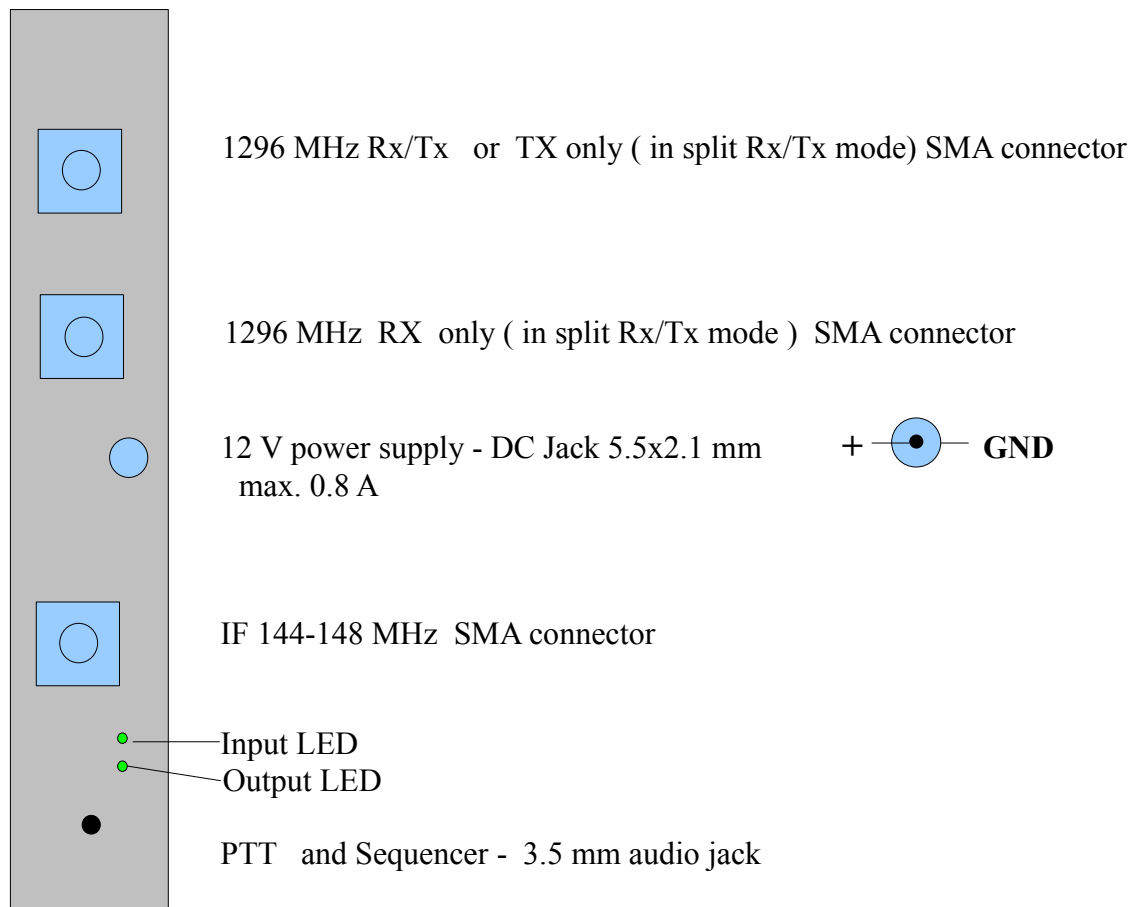 1296 MHz Rx/Tx or TX only ( in split Rx/Tx mode) SMA connector
1296 MHz RX only ( in split Rx/Tx mode ) SMA connector
12 V power supply - DC Jack 5.5x2.1 mm
max. 0.8 A
+ GND
IF 144-148 MHz SMA connector
Input LED
Output LED
PTT and Sequencer - 3.5 mm audio jack